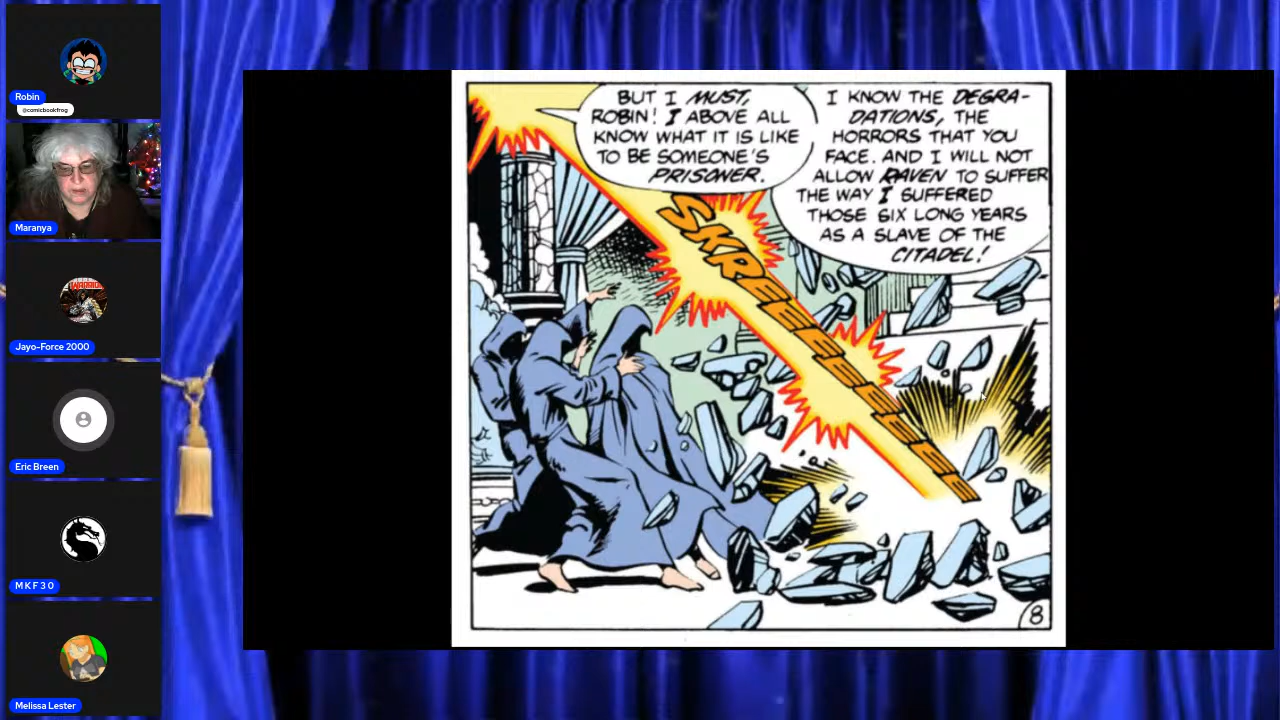 Robin
@comicbookfrog
Maranya
Jayo-Force 2000
Eric Breen
M K F 3 0
Melissa Lester
BUT I MUST,
ROBIN! I ABOVE ALL
KNOW WHAT IT IS LIKE
TO BE SOMEONE'S
PRISONER.
I KNOW THE DEGRA-
DATIONS, THE
HORRORS THAT YOU
FACE. AND I WILL NOT
ALLOW RAVEN TO SUFFER
THE WAY I SUFFERED
THOSE SIX LONG YEARS
AS A SLAVE OF THE
CITADEL!
SKREEEEEEEEE
8